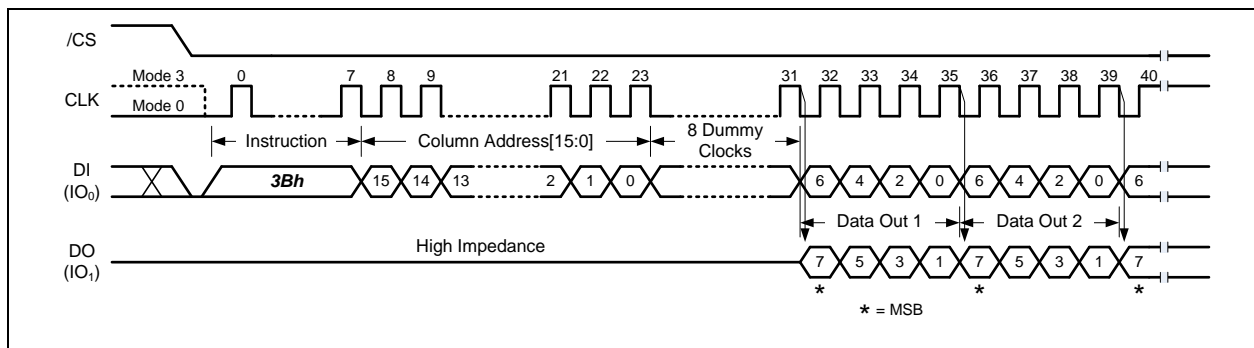 /CS
Mode 3 0 7 8 9 21 22 23 31 32 33 34 35 36 37 38 39 40
CLK Mode 0
Instruction Column Address[15:0] 8 Dummy Clocks
DI (IO₀) 3Bh 15 14 13 2 1 0 6 4 2 0 6 4 2 0 6
Data Out 1 Data Out 2
DO (IO₁) High Impedance 7 5 3 1 7 5 3 1 7
* * *
* = MSB